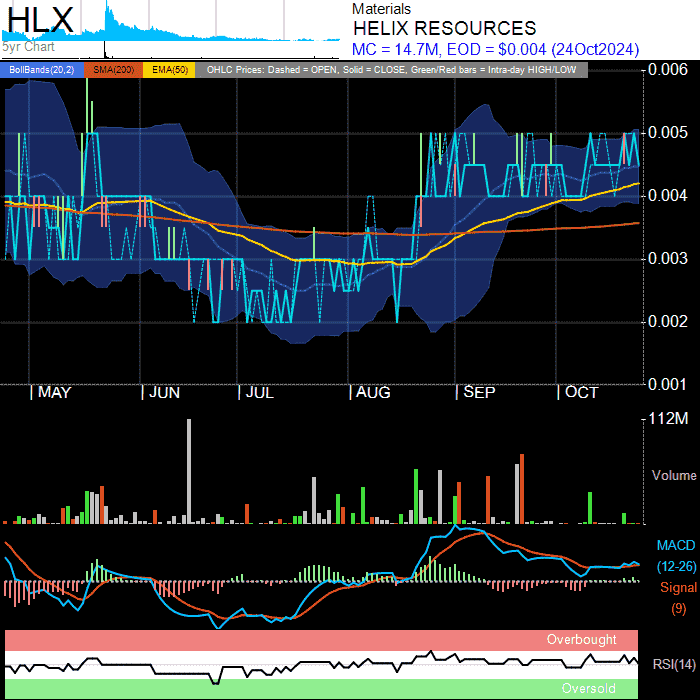 HLX
5yr Chart
Materials
HELIX RESOURCES
MC = 14.7M, EOD = $0.004 (24Oct2024)
BollBands(20,2) SMA(200) EMA(50) OHLC Prices: Dashed = OPEN, Solid = CLOSE, Green/Red bars = Intra-day HIGH/LOW
0.006
0.005
0.004
0.003
0.002
0.001
MAY JUN JUL AUG SEP OCT
112M
Volume
MACD
(12-26)
Signal
(9)
Overbought
RSI(14)
Oversold